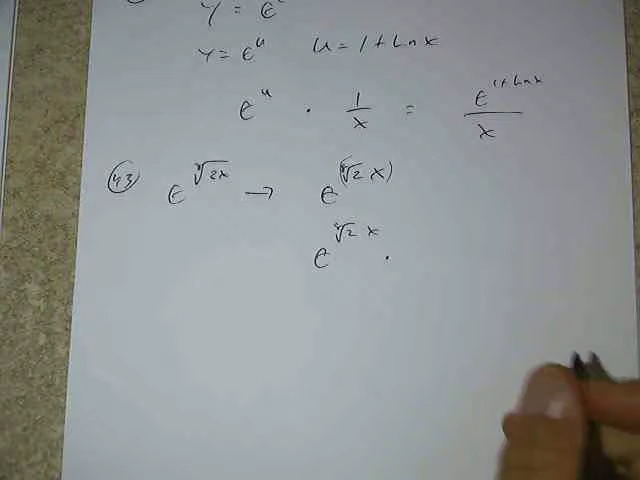 y = e
y = e^u u = 1 + ln x
e^u · 1/x = e^(1 + ln x)/x
43 e^√2x → e^(√2 x)
e^√2 x ·